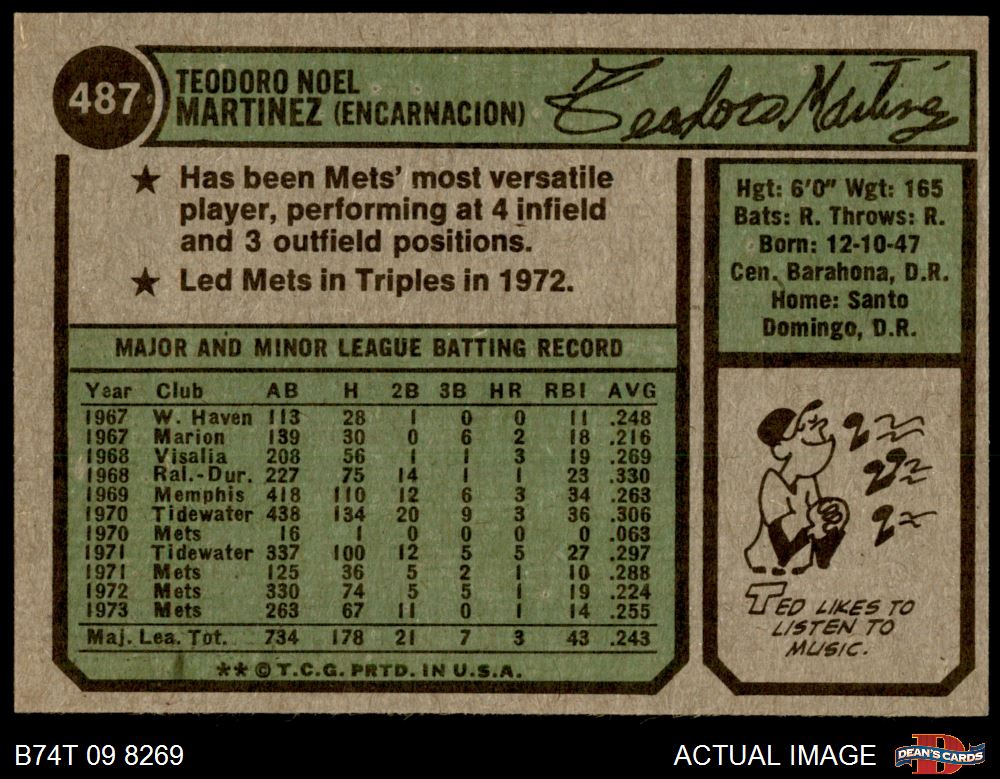 487
TEODORO NOEL
MARTINEZ (ENCARNACION)
Teodoro Martinez
★ Has been Mets' most versatile
player, performing at 4 infield
and 3 outfield positions.
★ Led Mets in Triples in 1972.
Hgt: 6'0" Wgt: 165
Bats: R. Throws: R.
Born: 12-10-47
Cen. Barahona, D.R.
Home: Santo
Domingo, D.R.
MAJOR AND MINOR LEAGUE BATTING RECORD
Year Club AB H 2B 3B HR RBI AVG
1967 W. Haven 113 28 1 0 0 11 .248
1967 Marion 139 30 0 6 2 18 .216
1968 Visalia 208 56 1 1 3 19 .269
1968 Ral.-Dur. 227 75 14 1 1 23 .330
1969 Memphis 418 110 12 6 3 34 .263
1970 Tidewater 438 134 20 9 3 36 .306
1970 Mets 16 1 0 0 0 0 .063
1971 Tidewater 337 100 12 5 5 27 .297
1971 Mets 125 36 5 2 1 10 .288
1972 Mets 330 74 5 5 1 19 .224
1973 Mets 263 67 11 0 1 14 .255
Maj. Lea. Tot. 734 178 21 7 3 43 .243
** © T.C.G. PRTD. IN U.S.A.
TED LIKES TO
LISTEN TO
MUSIC.
B74T 09 8269
ACTUAL IMAGE
DEAN'S CARDS